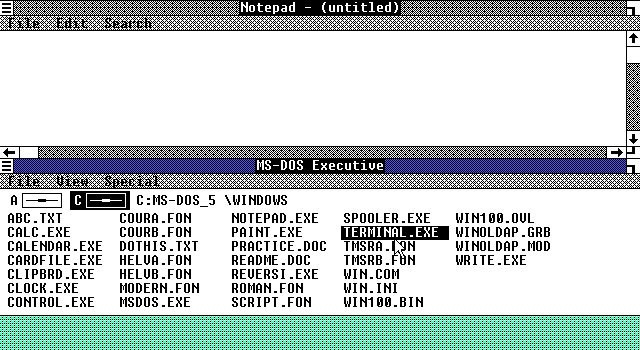 Notepad - (untitled)
File Edit Search
MS-DOS Executive
File View Special
A C C:MS-DOS_5 \WINDOWS
ABC.TXT COURA.FON NOTEPAD.EXE SPOOLER.EXE WIN100.OVL
CALC.EXE COURB.FON PAINT.EXE TERMINAL.EXE WINOLDAP.GRB
CALENDAR.EXE DOTHIS.TXT PRACTICE.DOC TMSRA.FON WINOLDAP.MOD
CARDFILE.EXE HELVA.FON README.DOC TMSRB.FON WRITE.EXE
CLIPBRD.EXE HELVB.FON REVERSI.EXE WIN.COM
CLOCK.EXE MODERN.FON ROMAN.FON WIN.INI
CONTROL.EXE MSDOS.EXE SCRIPT.FON WIN100.BIN